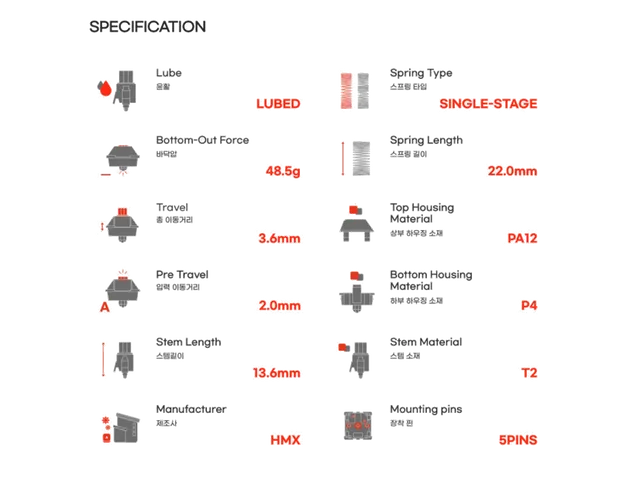 SPECIFICATION
Lube
윤활
LUBED
Spring Type
스프링 타입
SINGLE-STAGE
Bottom-Out Force
바닥압
48.5g
Spring Length
스프링 길이
22.0mm
Travel
총 이동거리
3.6mm
Top Housing
Material
상부 하우징 소재
PA12
Pre Travel
입력 이동거리
A
2.0mm
Bottom Housing
Material
하부 하우징 소재
P4
Stem Length
스템길이
13.6mm
Stem Material
스템 소재
T2
Manufacturer
제조사
HMX
Mounting pins
장착 핀
5PINS